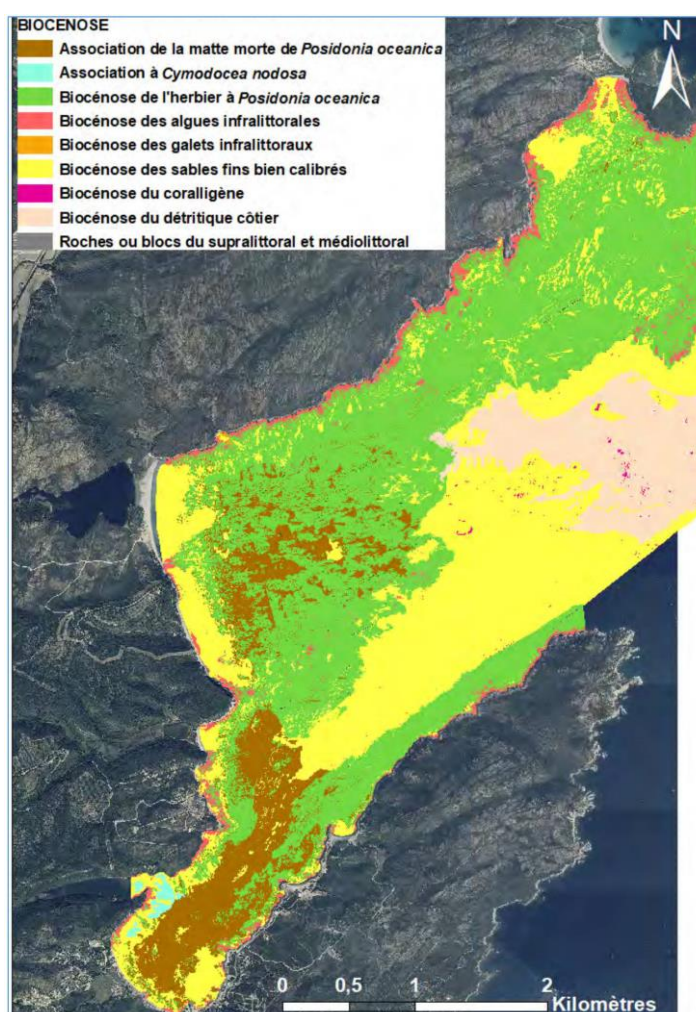 BIOCENOSE
Association de la matte morte de Posidonia oceanica
Association à Cymodocea nodosa
Biocénose de l'herbier à Posidonia oceanica
Biocénose des algues infralittorales
Biocénose des galets infralittoraux
Biocénose des sables fins bien calibrés
Biocénose du coralligène
Biocénose du détritique côtier
Roches ou blocs du supralittoral et médiolittoral
N
0 0,5 1 2
Kilomètres